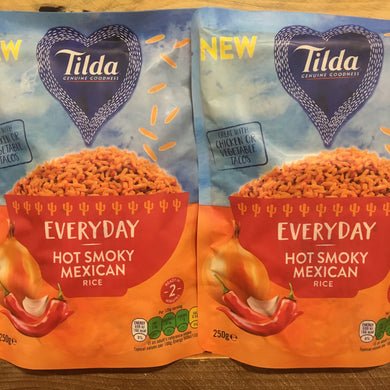 NEW
Tilda
GENUINE GOODNESS
GREAT WITH
CHICKEN OR
VEGETABLE
TACOS
EVERYDAY
HOT SMOKY
MEXICAN
RICE
2
250g
NEW
Tilda
GENUINE GOODNESS
GREAT WITH
CHICKEN OR
VEGETABLE
TACOS
EVERYDAY
HOT SMOKY
MEXICAN
RICE
250g